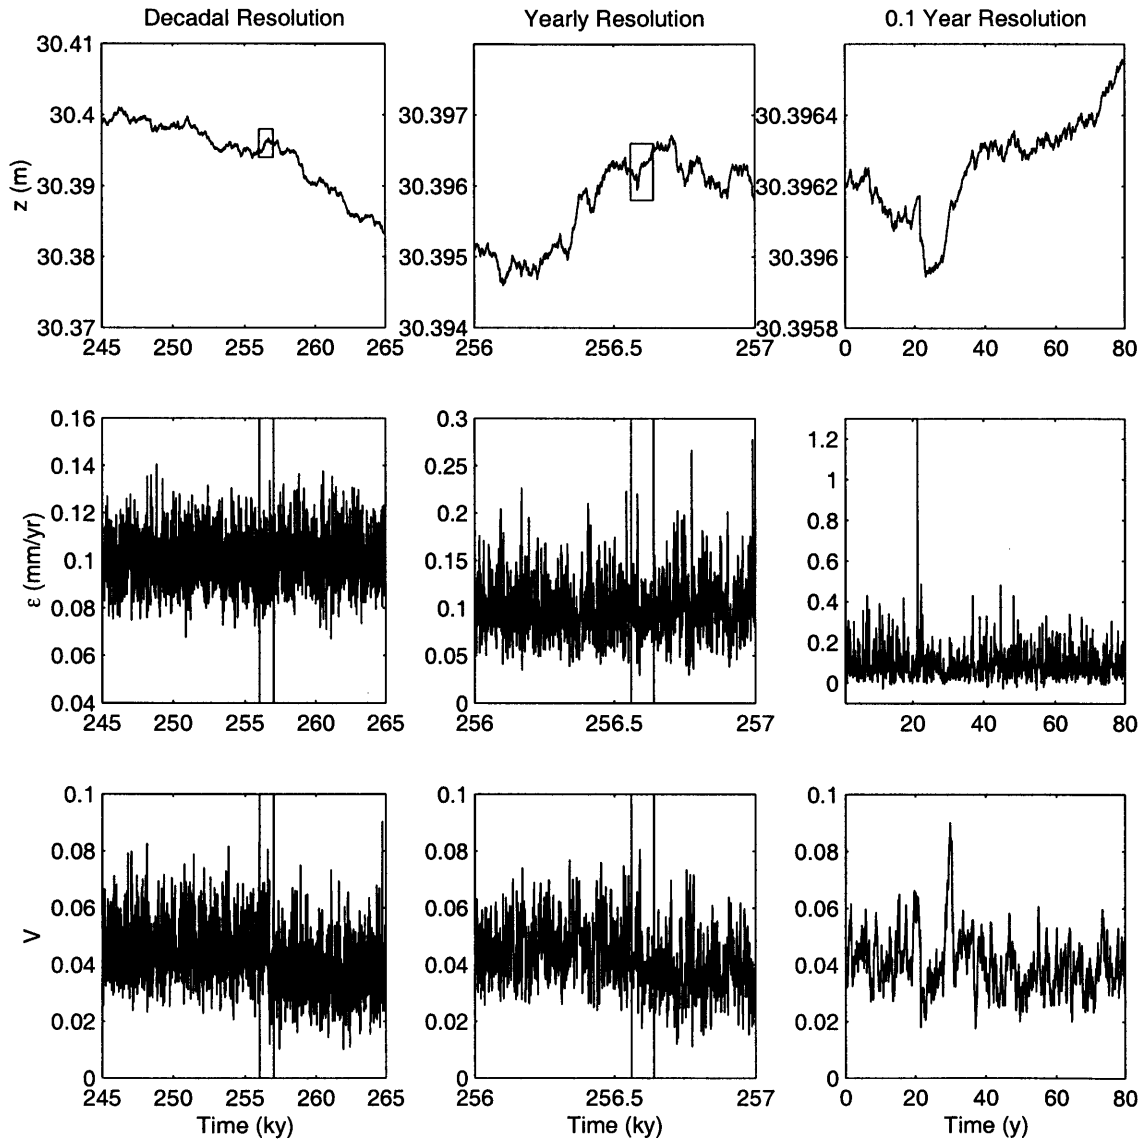 Decadal Resolution
Yearly Resolution
0.1 Year Resolution
z (m)
30.41
30.4
30.39
30.38
30.37
245 250 255 260 265
30.397
30.396
30.395
30.394
256 256.5 257
30.3964
30.3962
30.396
30.3958
0 20 40 60 80
ε (mm/yr)
0.16
0.14
0.12
0.1
0.08
0.06
0.04
245 250 255 260 265
0.3
0.25
0.2
0.15
0.1
0.05
0
256 256.5 257
1.2
1
0.8
0.6
0.4
0.2
0
20 40 60 80
V
0.1
0.08
0.06
0.04
0.02
0
245 250 255 260 265
Time (ky)
0.1
0.08
0.06
0.04
0.02
0
256 256.5 257
Time (ky)
0.1
0.08
0.06
0.04
0.02
0
0 20 40 60 80
Time (y)